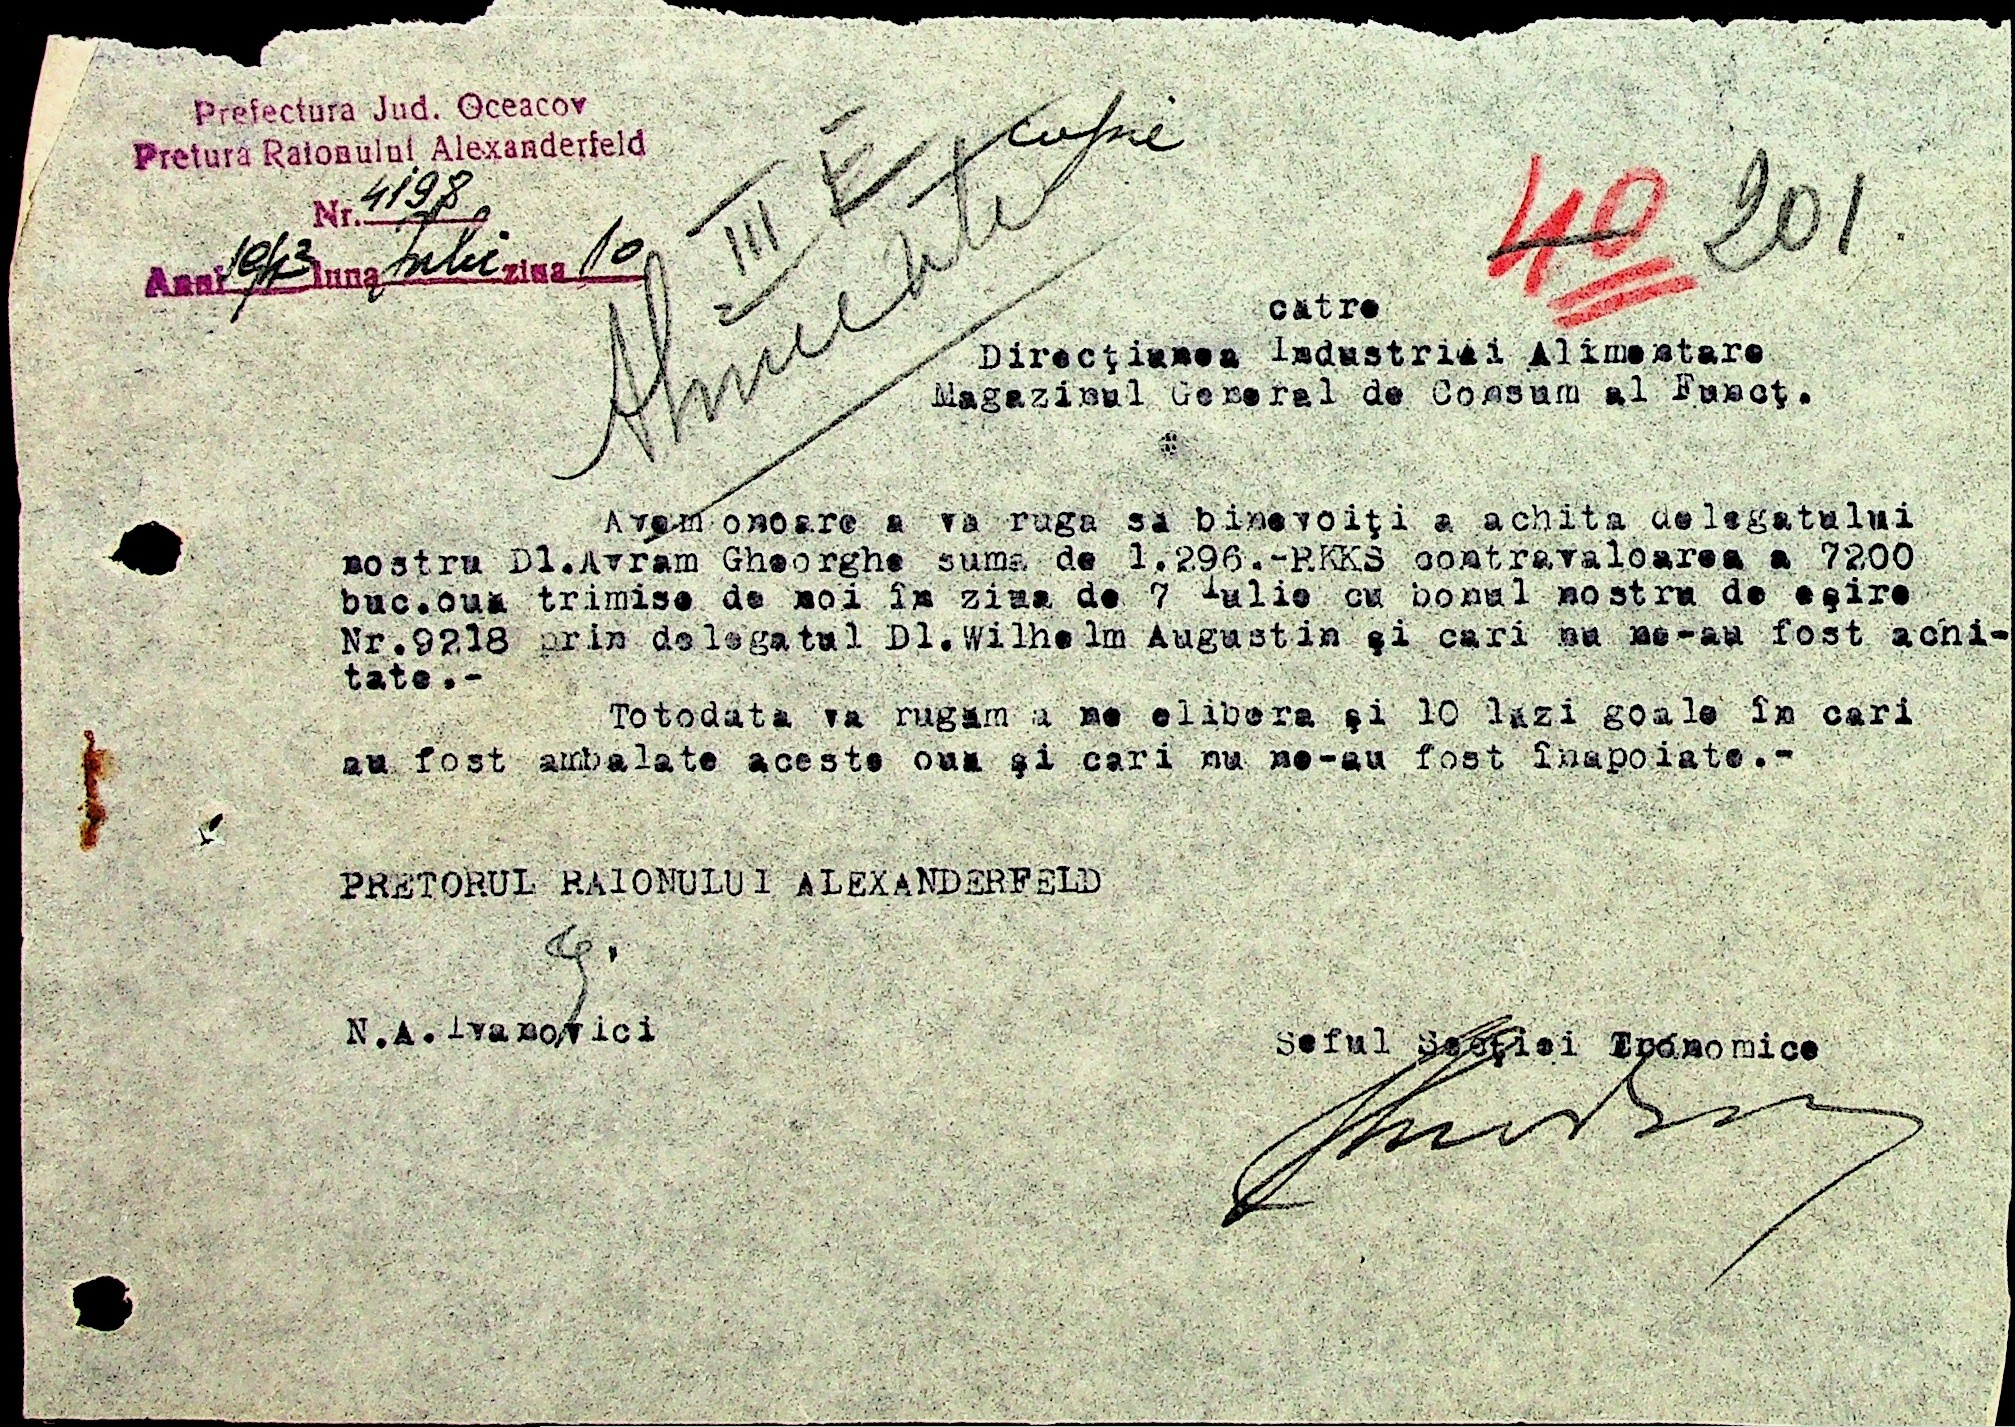 Prefectura Jud. Oceacov
Pretura Raionului Alexanderfeld
Nr. 4198
Anul 1943 luna Iulie ziua 10
copie
III E
40 201.
catre
Direcţiunea Industriei Alimentare
Magazinul General de Consum al Funcţ.
Avem onoare a va ruga sa binevoiţi a achita delegatului
nostru Dl.Avram Gheorghe suma de 1.296.-RKKS contravaloarea a 7200
buc.oua trimise de noi în ziua de 7 Iulie cu bonul nostru de eşire
Nr.9218 prin delegatul Dl.Wilhelm Augustin şi cari nu ne-au fost achi-
tate.-
Totodata va rugam a ne elibera şi 10 lazi goale în cari
au fost ambalate aceste oua şi cari nu ne-au fost înapoiate.-
PRETORUL RAIONULUI ALEXANDERFELD
N.A.Ivanovici
Seful Secţiei Economice